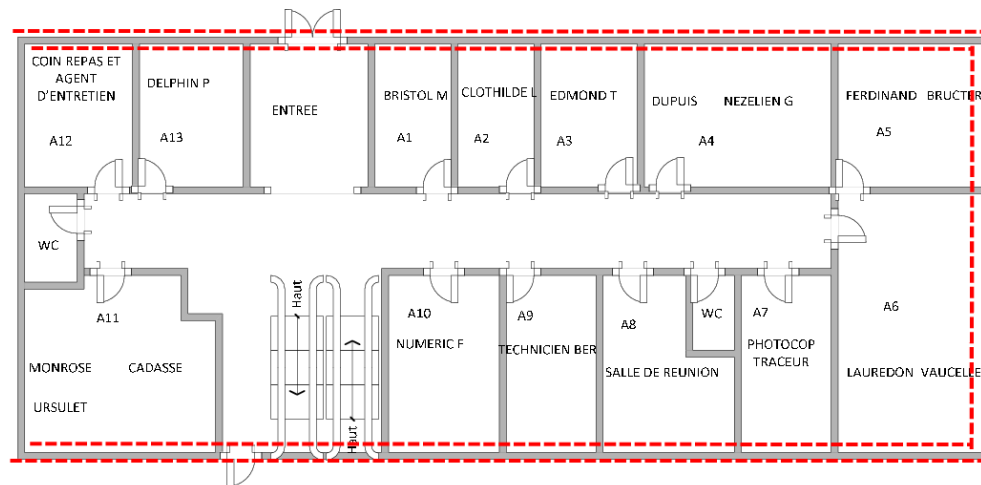 COIN REPAS ET
AGENT
D'ENTRETIEN
A12
DELPHIN P
A13
ENTREE
BRISTOL M
A1
CLOTHILDE L
A2
EDMOND T
A3
DUPUIS NEZELIEN G
A4
FERDINAND BRUCTER
A5
WC
A11
MONROSE CADASSE
URSULET
Haut
Haut
A10
NUMERIC F
A9
TECHNICIEN BER
A8
SALLE DE REUNION
WC
A7
PHOTOCOP
TRACEUR
A6
LAUREDON VAUCELLE